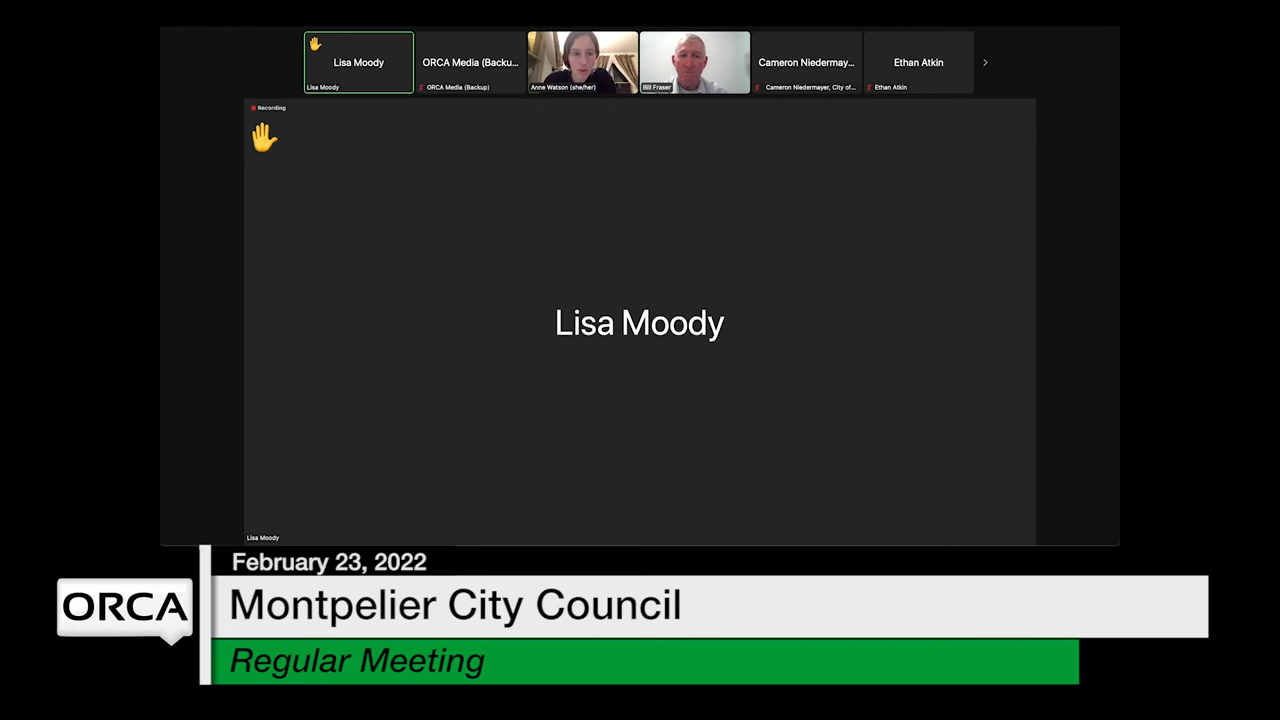 Lisa Moody
Lisa Moody
ORCA Media (Backu...
ORCA Media (Backup)
Anne Watson (she/her)
Bill Fraser
Cameron Niedermay...
Cameron Niedermayer, City of...
Ethan Atkin
Ethan Atkin
Recording
Lisa Moody
Lisa Moody
February 23, 2022
ORCA
Montpelier City Council
Regular Meeting